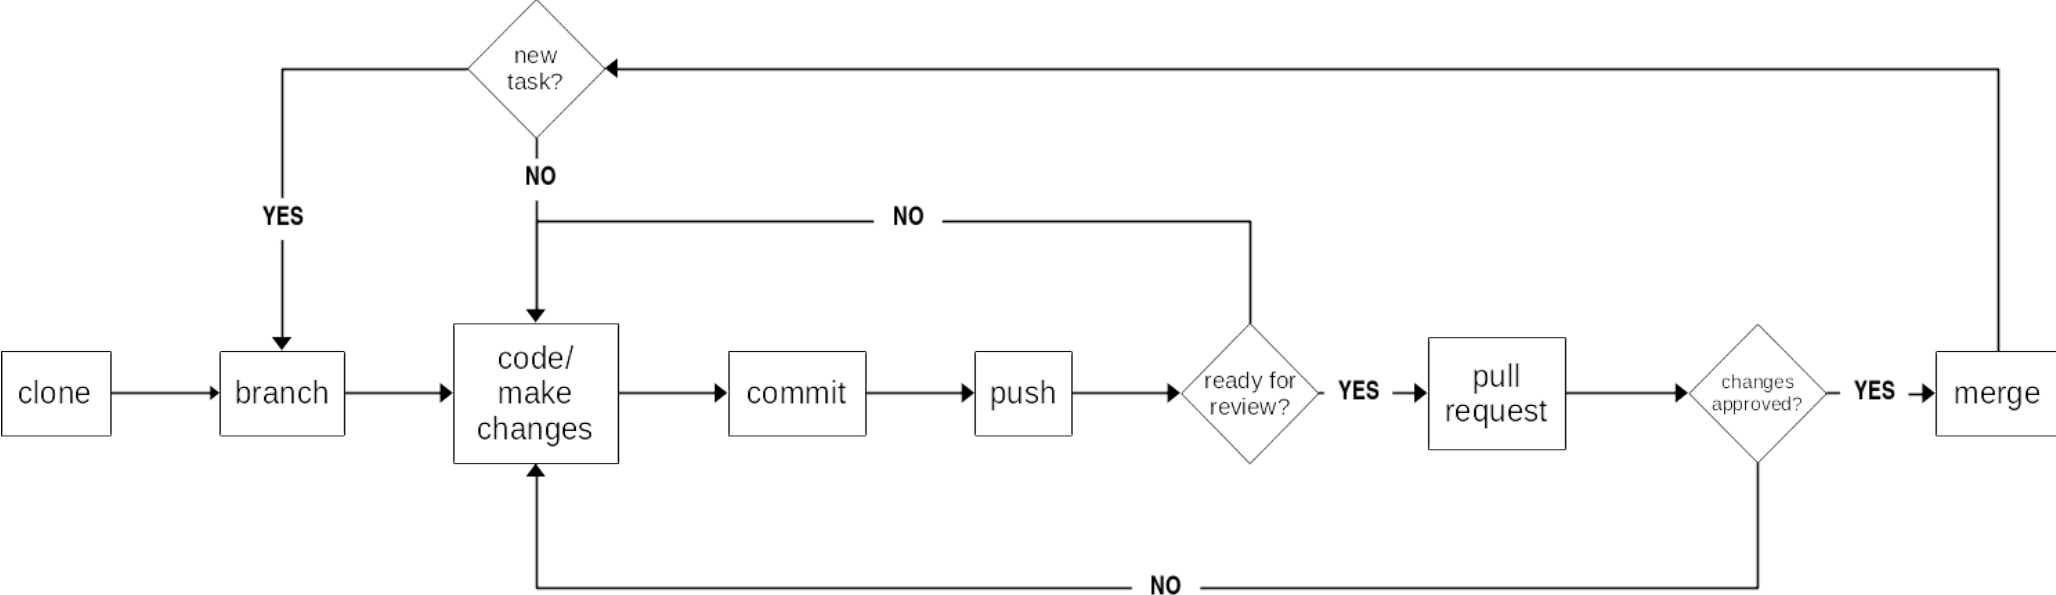 new
task?
NO
YES
NO
clone
branch
code/
make
changes
commit
push
ready for
review?
YES
pull
request
changes
approved?
YES
merge
NO